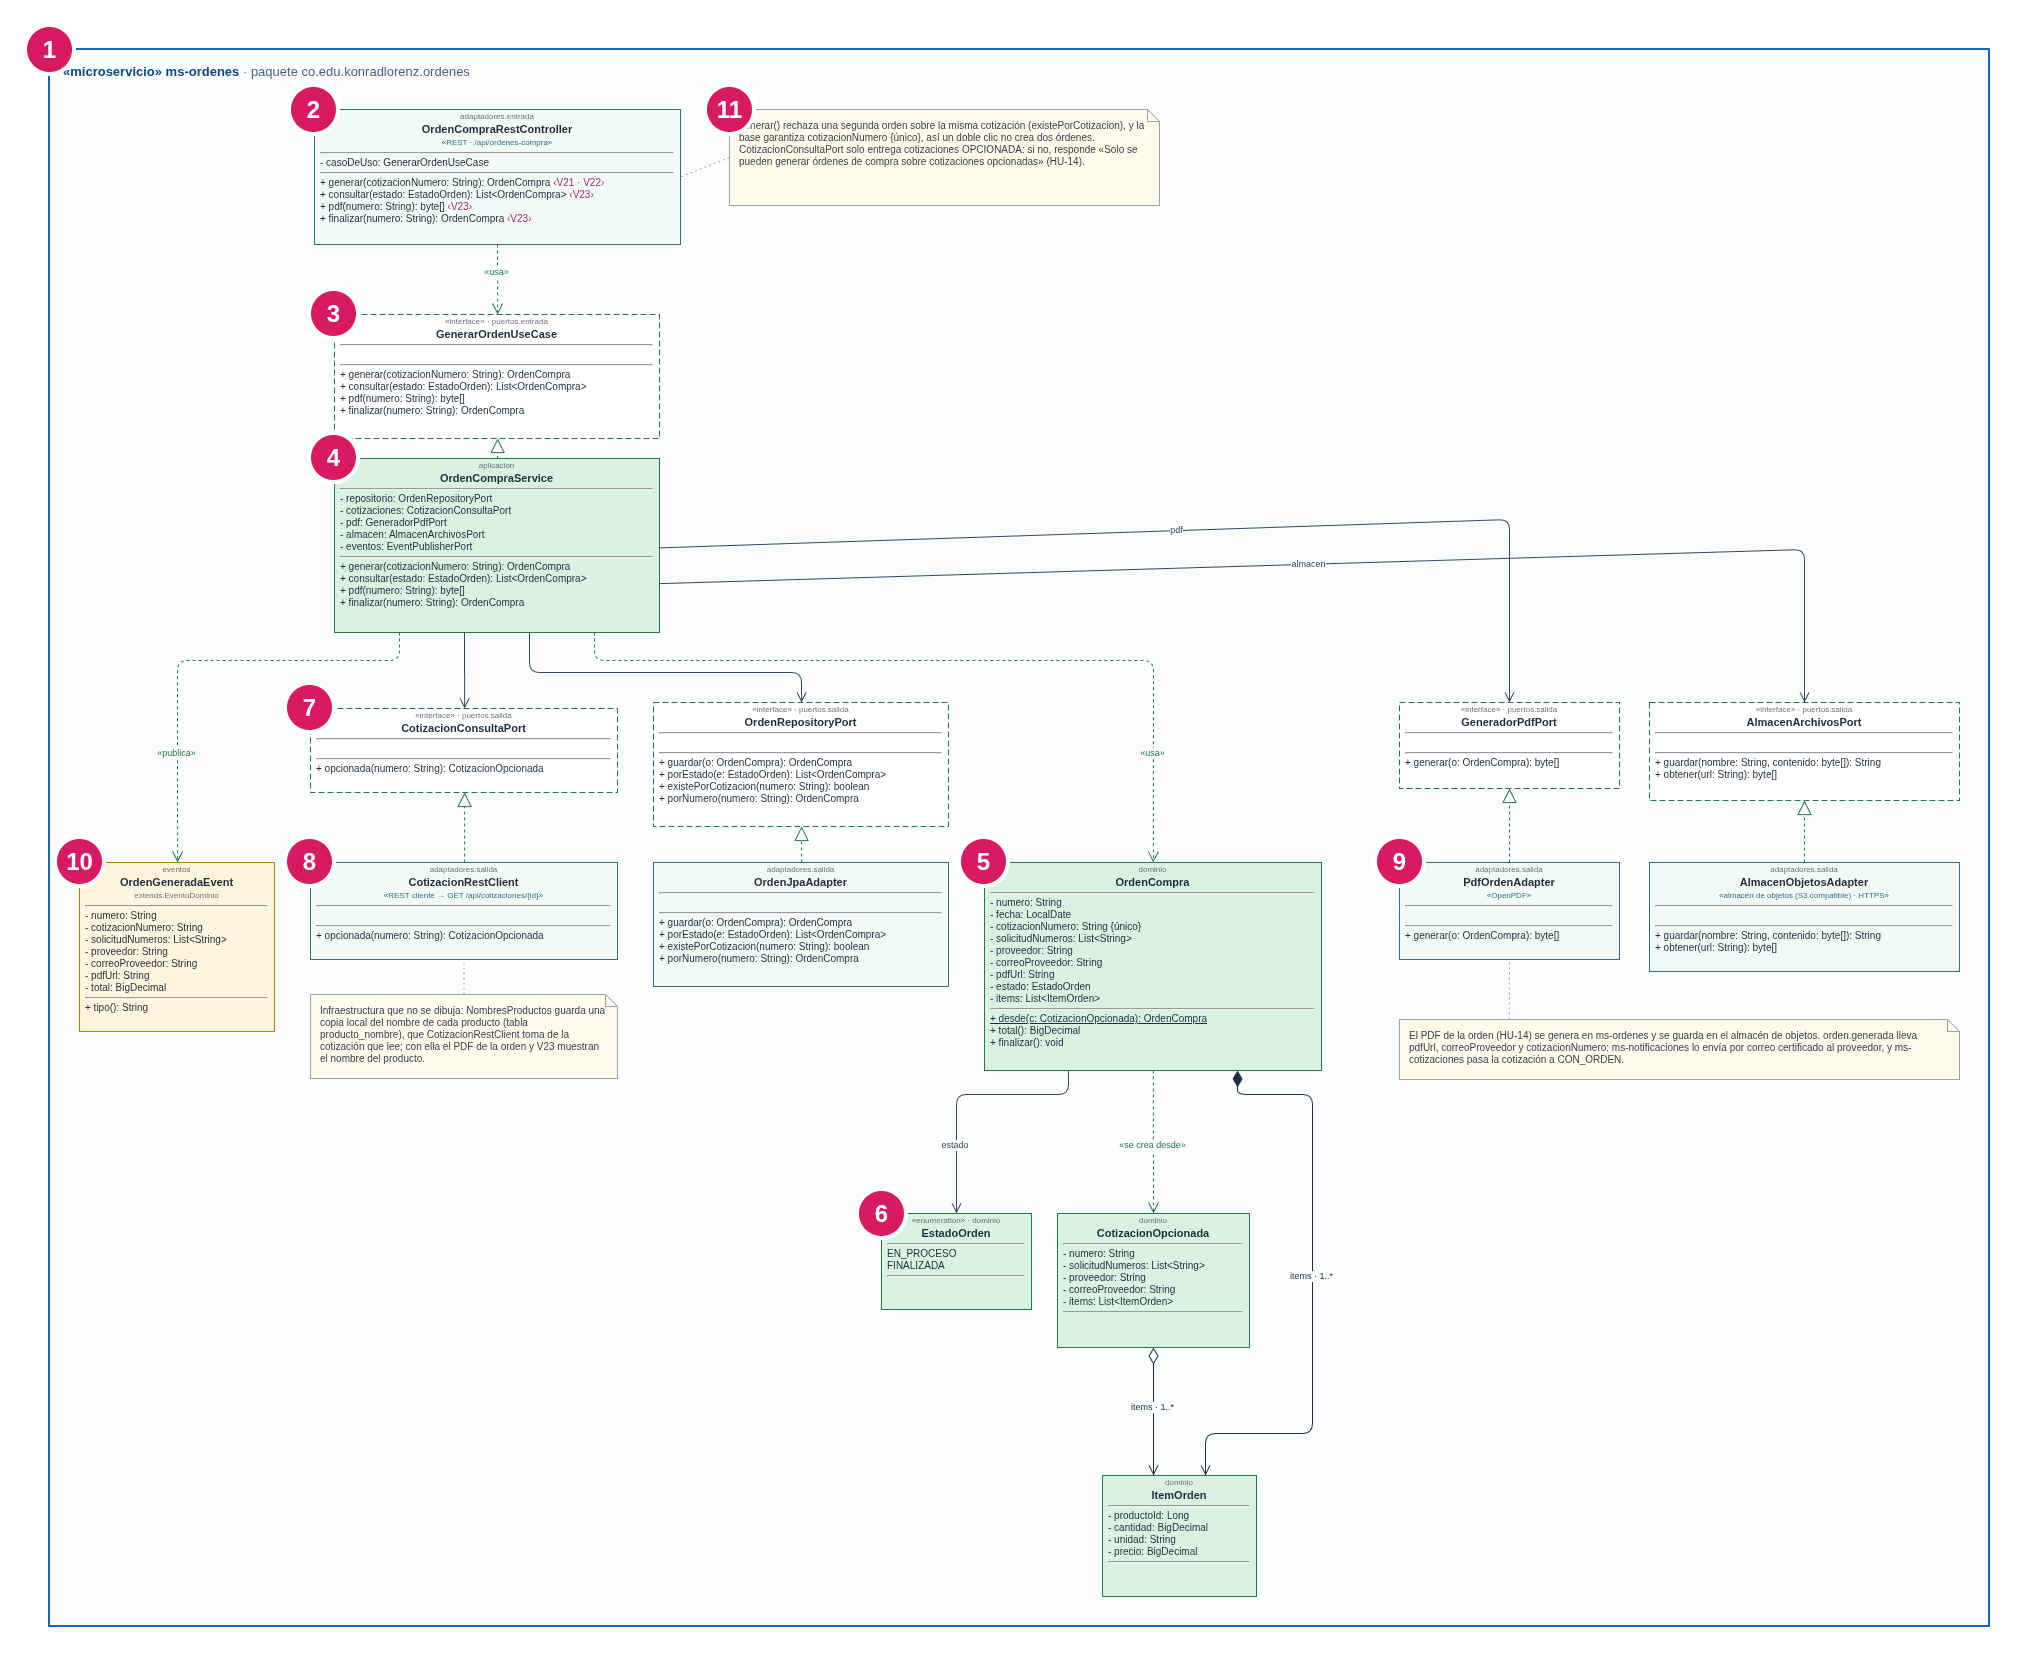 1
«microservicio» ms-ordenes · paquete co.edu.konradlorenz.ordenes
2
adaptadores.entrada
OrdenCompraRestController
«REST · /api/ordenes-compra»
- casoDeUso: GenerarOrdenUseCase
+ generar(cotizacionNumero: String): OrdenCompra ‹V21 · V22›
+ consultar(estado: EstadoOrden): List<OrdenCompra> ‹V23›
+ pdf(numero: String): byte[] ‹V23›
+ finalizar(numero: String): OrdenCompra ‹V23›
11
rechaza una segunda orden sobre la misma cotización (existePorCotizacion), y la
base garantiza cotizacionNumero {único}, así un doble clic no crea dos órdenes.
CotizacionConsultaPort solo entrega cotizaciones OPCIONADA: si no, responde «Solo se
pueden generar órdenes de compra sobre cotizaciones opcionadas» (HU-14).
«usa»
3
«interface» · puertos.entrada
GenerarOrdenUseCase
+ generar(cotizacionNumero: String): OrdenCompra
+ consultar(estado: EstadoOrden): List<OrdenCompra>
+ pdf(numero: String): byte[]
+ finalizar(numero: String): OrdenCompra
4
aplicacion
OrdenCompraService
- repositorio: OrdenRepositoryPort
- cotizaciones: CotizacionConsultaPort
- pdf: GeneradorPdfPort
- almacen: AlmacenArchivosPort
- eventos: EventPublisherPort
+ generar(cotizacionNumero: String): OrdenCompra
+ consultar(estado: EstadoOrden): List<OrdenCompra>
+ pdf(numero: String): byte[]
+ finalizar(numero: String): OrdenCompra
pdf
almacen
7
«interface» · puertos.salida
CotizacionConsultaPort
+ opcionada(numero: String): CotizacionOpcionada
«interface» · puertos.salida
OrdenRepositoryPort
+ guardar(o: OrdenCompra): OrdenCompra
+ porEstado(e: EstadoOrden): List<OrdenCompra>
+ existePorCotizacion(numero: String): boolean
+ porNumero(numero: String): OrdenCompra
«interface» · puertos.salida
GeneradorPdfPort
+ generar(o: OrdenCompra): byte[]
«interface» · puertos.salida
AlmacenArchivosPort
+ guardar(nombre: String, contenido: byte[]): String
+ obtener(url: String): byte[]
«publica»
«usa»
10
eventos
OrdenGeneradaEvent
extends EventoDominio
- numero: String
- cotizacionNumero: String
- solicitudNumeros: List<String>
- proveedor: String
- correoProveedor: String
- pdfUrl: String
- total: BigDecimal
+ tipo(): String
8
adaptadores.salida
CotizacionRestClient
«REST cliente → GET /api/cotizaciones/{id}»
+ opcionada(numero: String): CotizacionOpcionada
adaptadores.salida
OrdenJpaAdapter
+ guardar(o: OrdenCompra): OrdenCompra
+ porEstado(e: EstadoOrden): List<OrdenCompra>
+ existePorCotizacion(numero: String): boolean
+ porNumero(numero: String): OrdenCompra
5
dominio
OrdenCompra
- numero: String
- fecha: LocalDate
- cotizacionNumero: String {único}
- solicitudNumeros: List<String>
- proveedor: String
- correoProveedor: String
- pdfUrl: String
- estado: EstadoOrden
- items: List<ItemOrden>
+ desde(c: CotizacionOpcionada): OrdenCompra
+ total(): BigDecimal
+ finalizar(): void
9
adaptadores.salida
PdfOrdenAdapter
«OpenPDF»
+ generar(o: OrdenCompra): byte[]
adaptadores.salida
AlmacenObjetosAdapter
«almacén de objetos (S3 compatible) · HTTPS»
+ guardar(nombre: String, contenido: byte[]): String
+ obtener(url: String): byte[]
Infraestructura que no se dibuja: NombresProductos guarda una
copia local del nombre de cada producto (tabla
producto_nombre), que CotizacionRestClient toma de la
cotización que lee; con ella el PDF de la orden y V23 muestran
el nombre del producto.
El PDF de la orden (HU-14) se genera en ms-ordenes y se guarda en el almacén de objetos. orden.generada lleva
pdfUrl, correoProveedor y cotizacionNumero: ms-notificaciones lo envía por correo certificado al proveedor, y ms-
cotizaciones pasa la cotización a CON_ORDEN.
estado
«se crea desde»
6
«enumeration» · dominio
EstadoOrden
EN_PROCESO
FINALIZADA
dominio
CotizacionOpcionada
- numero: String
- solicitudNumeros: List<String>
- proveedor: String
- correoProveedor: String
- items: List<ItemOrden>
items · 1..*
items · 1..*
dominio
ItemOrden
- productoId: Long
- cantidad: BigDecimal
- unidad: String
- precio: BigDecimal